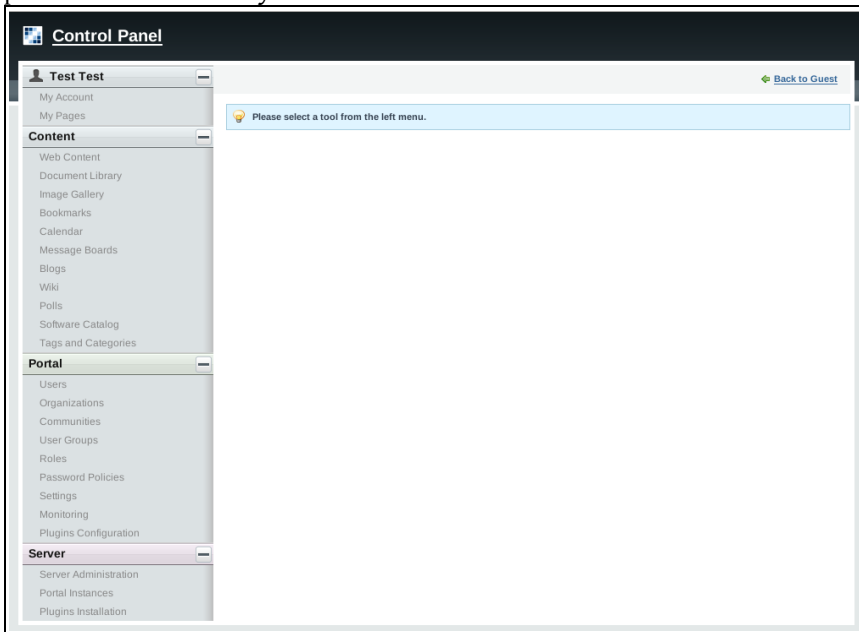 Control Panel
Test Test
Back to Guest
My Account
My Pages
Please select a tool from the left menu.
Content
Web Content
Document Library
Image Gallery
Bookmarks
Calendar
Message Boards
Blogs
Wiki
Polls
Software Catalog
Tags and Categories
Portal
Users
Organizations
Communities
User Groups
Roles
Password Policies
Settings
Monitoring
Plugins Configuration
Server
Server Administration
Portal Instances
Plugins Installation